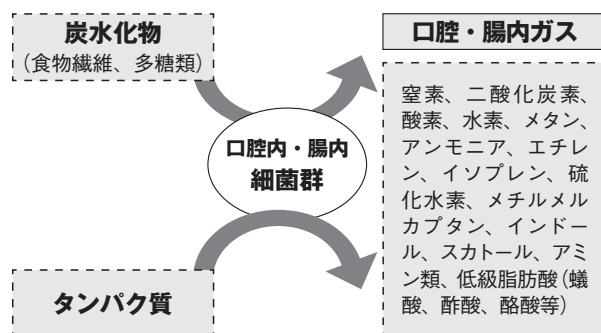 炭水化物
(食物繊維、多糖類)
口腔・腸内ガス
口腔内・腸内
細菌群
タンパク質
窒素、二酸化炭素、
酸素、水素、メタン、
アンモニア、エチレ
ン、イソプレン、硫
化水素、メチルメル
カプタン、インドー
ル、スカトール、アミ
ン類、低級脂肪酸(蟻
酸、酢酸、酪酸等)